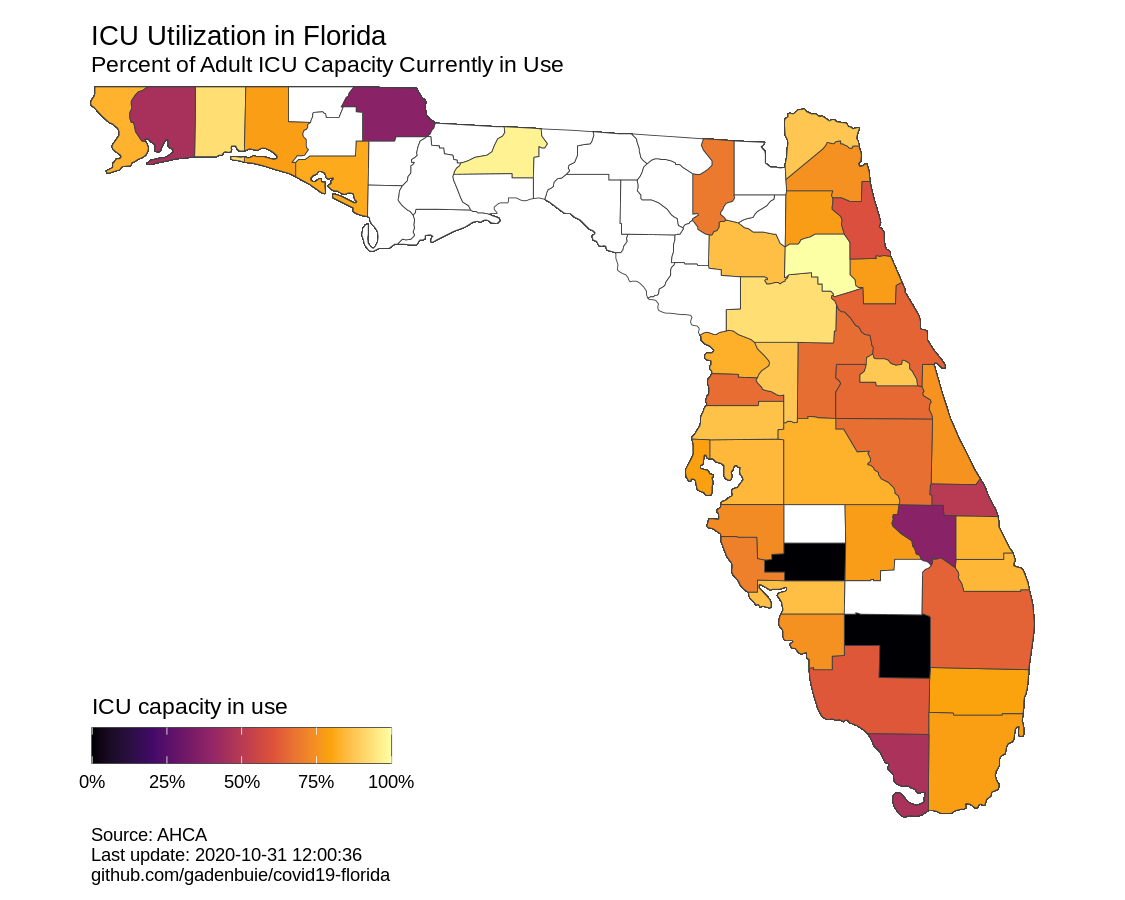 ICU Utilization in Florida
Percent of Adult ICU Capacity Currently in Use
ICU capacity in use
0% 25% 50% 75% 100%
Source: AHCA
Last update: 2020-10-31 12:00:36
github.com/gadenbuie/covid19-florida